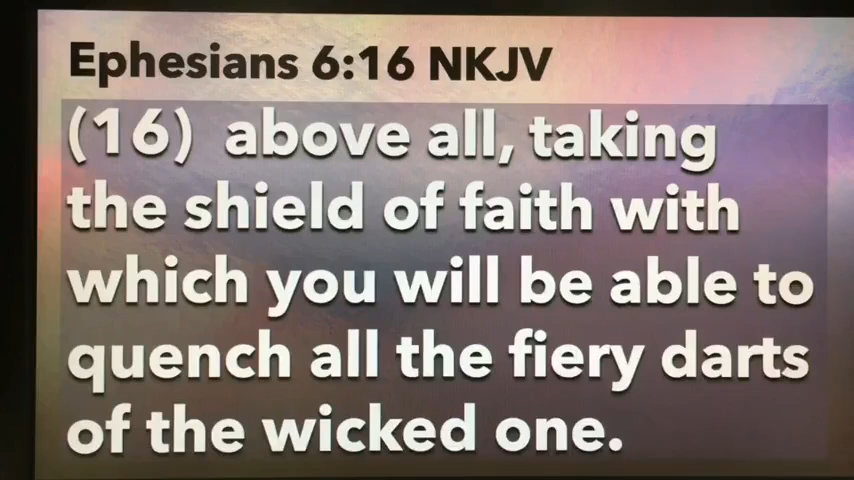 Ephesians 6:16 NKJV
(16) above all, taking
the shield of faith with
which you will be able to
quench all the fiery darts
of the wicked one.